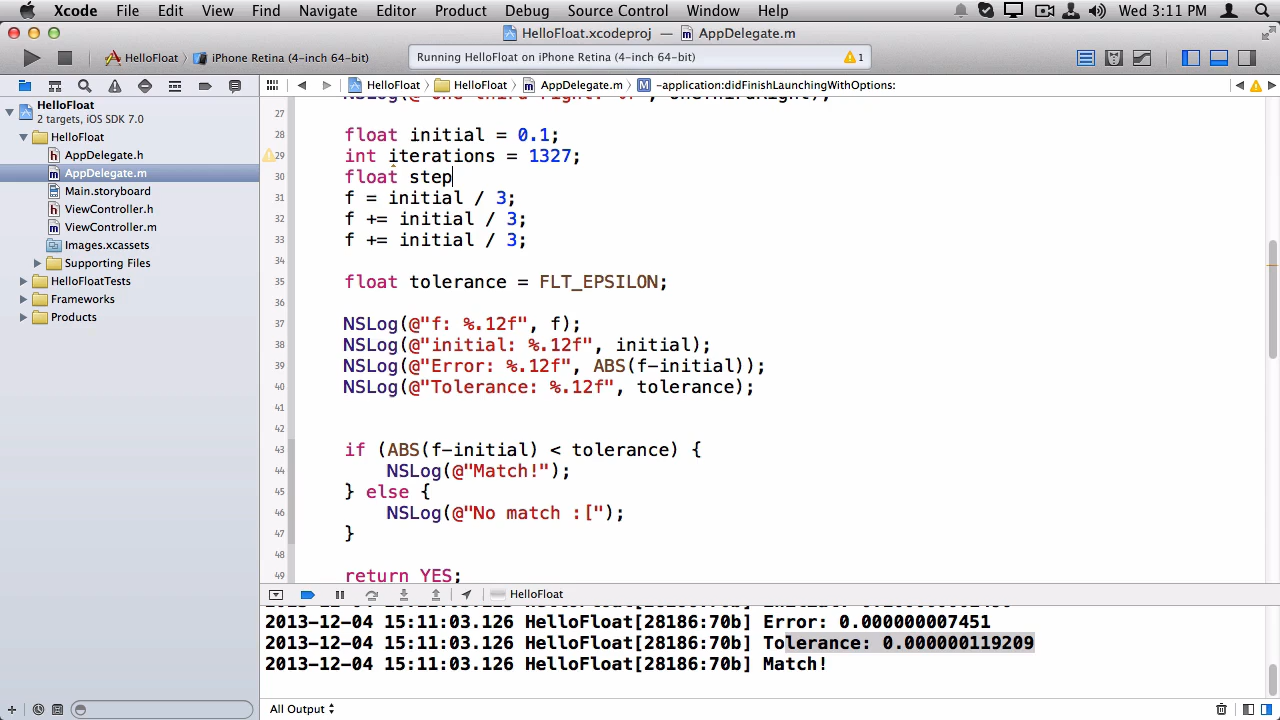 Xcode File Edit View Find Navigate Editor Product Debug Source Control Window Help Wed 3:11 PM
HelloFloat.xcodeproj — AppDelegate.m
HelloFloat iPhone Retina (4-inch 64-bit) Running HelloFloat on iPhone Retina (4-inch 64-bit) 1
HelloFloat HelloFloat AppDelegate.m M -application:didFinishLaunchingWithOptions:
HelloFloat
2 targets, iOS SDK 7.0
HelloFloat
h AppDelegate.h
m AppDelegate.m
Main.storyboard
h ViewController.h
m ViewController.m
Images.xcassets
Supporting Files
HelloFloatTests
Frameworks
Products
27
28 float initial = 0.1;
29 int iterations = 1327;
30 float step
31 f = initial / 3;
32 f += initial / 3;
33 f += initial / 3;
34
35 float tolerance = FLT_EPSILON;
36
37 NSLog(@"f: %.12f", f);
38 NSLog(@"initial: %.12f", initial);
39 NSLog(@"Error: %.12f", ABS(f-initial));
40 NSLog(@"Tolerance: %.12f", tolerance);
41
42
43 if (ABS(f-initial) < tolerance) {
44 NSLog(@"Match!");
45 } else {
46 NSLog(@"No match :[");
47 }
48
49 return YES;
HelloFloat
2013-12-04 15:11:03.126 HelloFloat[28186:70b] Error: 0.000000007451
2013-12-04 15:11:03.126 HelloFloat[28186:70b] Tolerance: 0.000000119209
2013-12-04 15:11:03.126 HelloFloat[28186:70b] Match!
All Output